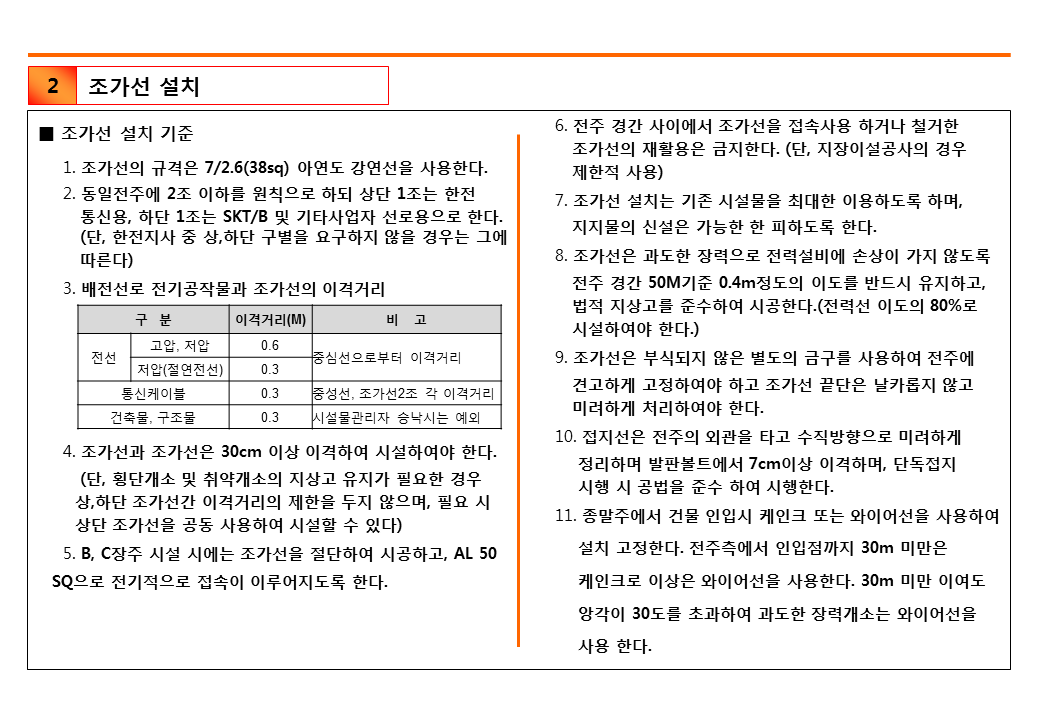 2 조가선 설치
■ 조가선 설치 기준
1. 조가선의 규격은 7/2.6(38sq) 아연도 강연선을 사용한다.
2. 동일전주에 2조 이하를 원칙으로 하되 상단 1조는 한전
통신용, 하단 1조는 SKT/B 및 기타사업자 선로용으로 한다.
(단, 한전지사 중 상,하단 구별을 요구하지 않을 경우는 그에
따른다)
3. 배전선로 전기공작물과 조가선의 이격거리
구 분 이격거리(M) 비 고
전선 고압, 저압 0.6 중심선으로부터 이격거리
저압(절연전선) 0.3
통신케이블 0.3 중성선, 조가선2조 각 이격거리
건축물, 구조물 0.3 시설물관리자 승낙시는 예외
4. 조가선과 조가선은 30cm 이상 이격하여 시설하여야 한다.
(단, 횡단개소 및 취약개소의 지상고 유지가 필요한 경우
상,하단 조가선간 이격거리의 제한을 두지 않으며, 필요 시
상단 조가선을 공동 사용하여 시설할 수 있다)
5. B, C장주 시설 시에는 조가선을 절단하여 시공하고, AL 50
SQ으로 전기적으로 접속이 이루어지도록 한다.
6. 전주 경간 사이에서 조가선을 접속사용 하거나 철거한
조가선의 재활용은 금지한다. (단, 지장이설공사의 경우
제한적 사용)
7. 조가선 설치는 기존 시설물을 최대한 이용하도록 하며,
지지물의 신설은 가능한 한 피하도록 한다.
8. 조가선은 과도한 장력으로 전력설비에 손상이 가지 않도록
전주 경간 50M기준 0.4m정도의 이도를 반드시 유지하고,
법적 지상고를 준수하여 시공한다.(전력선 이도의 80%로
시설하여야 한다.)
9. 조가선은 부식되지 않은 별도의 금구를 사용하여 전주에
견고하게 고정하여야 하고 조가선 끝단은 날카롭지 않고
미려하게 처리하여야 한다.
10. 접지선은 전주의 외관을 타고 수직방향으로 미려하게
정리하며 발판볼트에서 7cm이상 이격하며, 단독접지
시행 시 공법을 준수 하여 시행한다.
11. 종말주에서 건물 인입시 케인크 또는 와이어선을 사용하여
설치 고정한다. 전주측에서 인입점까지 30m 미만은
케인크로 이상은 와이어선을 사용한다. 30m 미만 이여도
앙각이 30도를 초과하여 과도한 장력개소는 와이어선을
사용 한다.